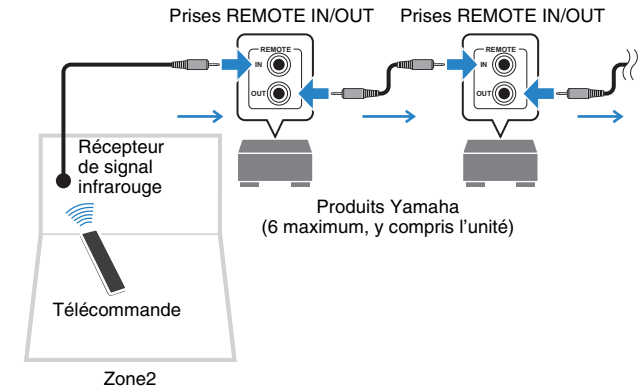 Prises REMOTE IN/OUT
Prises REMOTE IN/OUT
REMOTE
IN
OUT
REMOTE
IN
OUT
Récepteur
de signal
infrarouge
Produits Yamaha
(6 maximum, y compris l’unité)
Télécommande
Zone2